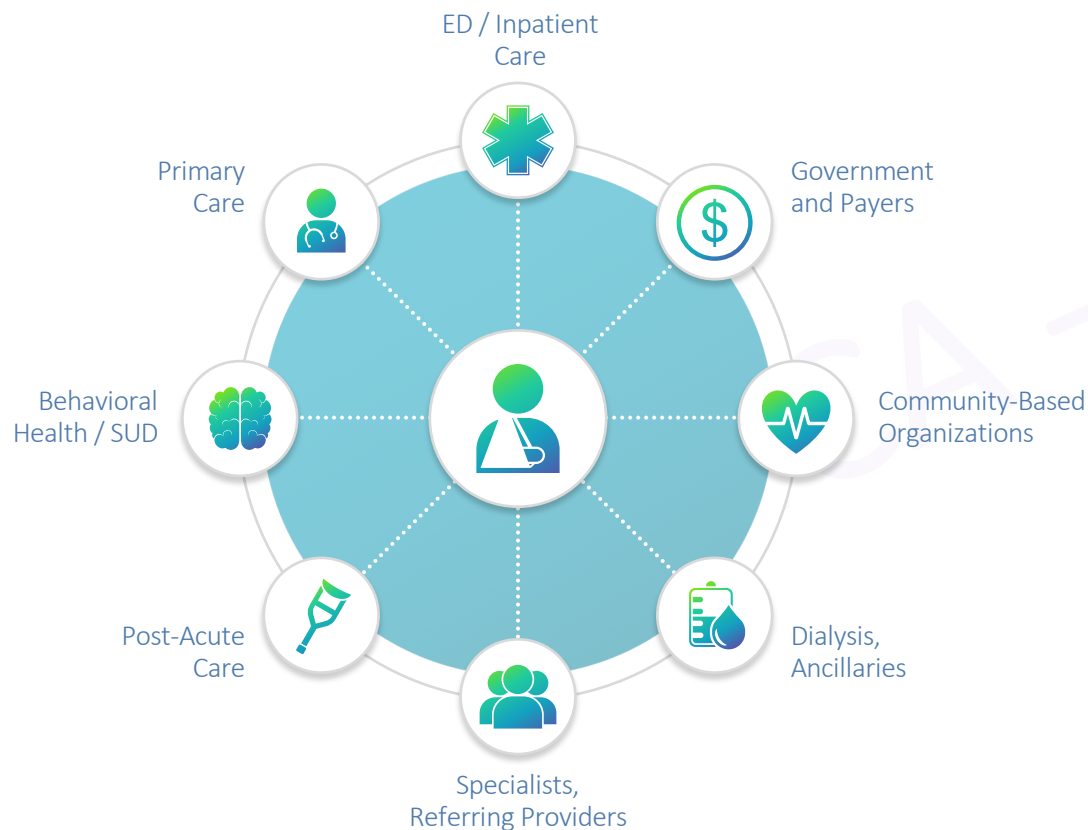 ED / Inpatient
Care
Government
and Payers
Community-Based
Organizations
Dialysis,
Ancillaries
Specialists,
Referring Providers
Post-Acute
Care
Behavioral
Health / SUD
Primary
Care
$